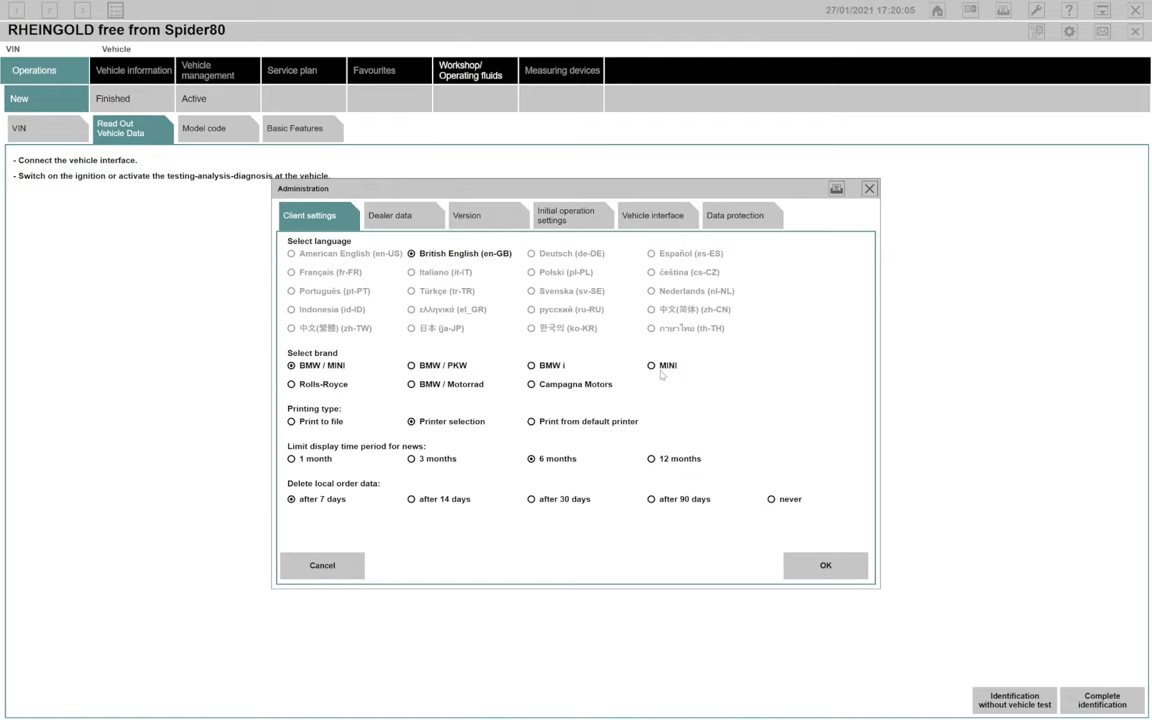 1 2 3 27/01/2021 17:20:05 ?
RHEINGOLD free from Spider80
VIN Vehicle
Operations Vehicle information Vehicle management Service plan Favourites Workshop/ Operating fluids Measuring devices
New Finished Active
VIN Read Out Vehicle Data Model code Basic Features
- Connect the vehicle interface.
- Switch on the ignition or activate the testing-analysis-diagnosis at the vehicle.
Administration
Client settings Dealer data Version Initial operation settings Vehicle interface Data protection
Select language
American English (en-US) British English (en-GB) Deutsch (de-DE) Español (es-ES)
Français (fr-FR) Italiano (it-IT) Polski (pl-PL) čeština (cs-CZ)
Português (pt-PT) Türkçe (tr-TR) Svenska (sv-SE) Nederlands (nl-NL)
Indonesia (id-ID) ελληνικά (el_GR) русский (ru-RU) 中文(简体) (zh-CN)
中文(繁體) (zh-TW) 日本 (ja-JP) 한국의 (ko-KR) ภาษาไทย (th-TH)
Select brand
BMW / MINI BMW / PKW BMW i MINI
Rolls-Royce BMW / Motorrad Campagna Motors
Printing type:
Print to file Printer selection Print from default printer
Limit display time period for news:
1 month 3 months 6 months 12 months
Delete local order data:
after 7 days after 14 days after 30 days after 90 days never
Cancel OK
Identification without vehicle test Complete identification